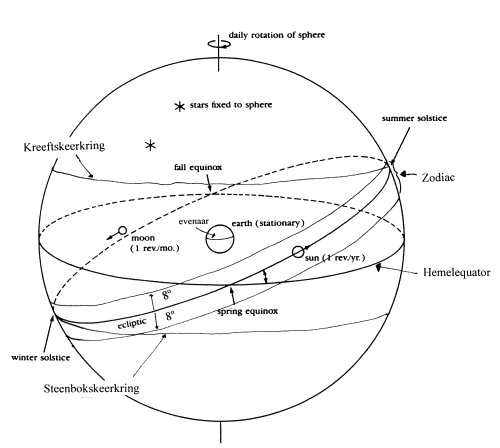 daily rotation of sphere
stars fixed to sphere
summer solstice
Kreeftskeerkring
fall equinox
Zodiac
evenaar
earth (stationary)
moon
(1 rev/mo.)
sun (1 rev/yr.)
Hemelequator
8°
8°
ecliptic
spring equinox
winter solstice
Steenbokskeerkring